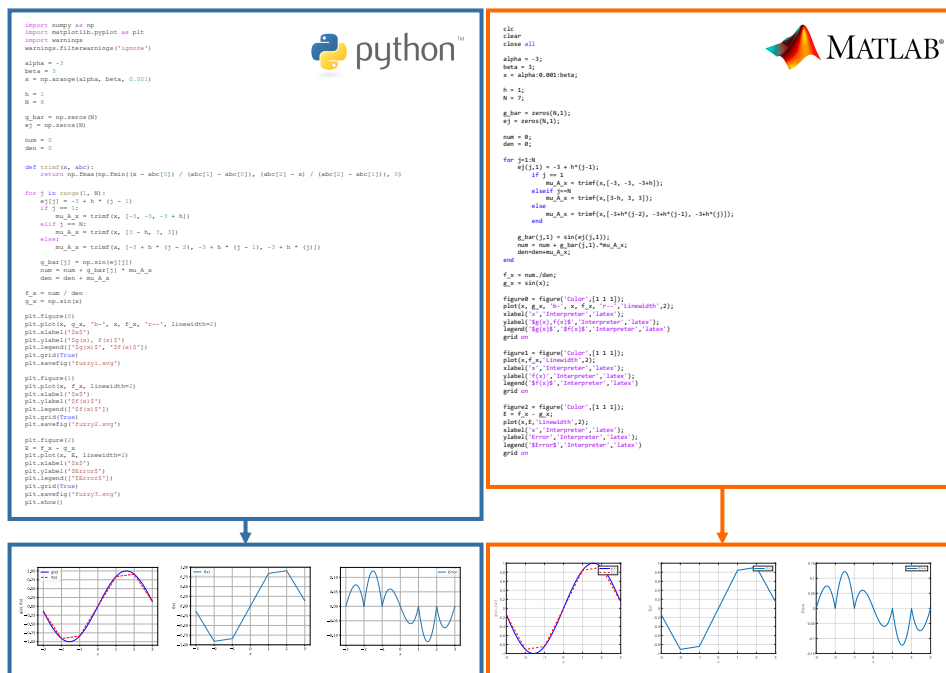 import numpy as np
import matplotlib.pyplot as plt
import warnings
warnings.filterwarnings('ignore')
alpha = -3
beta = 3
x = np.arange(alpha, beta, 0.001)
h = 1
N = 8
g_bar = np.zeros(N)
ej = np.zeros(N)
num = 0
den = 0
def trimf(x, abc):
    return np.fmax(np.fmin((x - abc[0]) / (abc[1] - abc[0]), (abc[2] - x) / (abc[2] - abc[1])), 0)
for j in range(1, N):
    ej[j] = -3 + h * (j - 1)
    if j == 1:
        mu_A_x = trimf(x, [-3, -3, -3 + h])
    elif j == N:
        mu_A_x = trimf(x, [3 - h, 3, 3])
    else:
        mu_A_x = trimf(x, [-3 + h * (j - 2), -3 + h * (j - 1), -3 + h * (j)])
    g_bar[j] = np.sin(ej[j])
    num = num + g_bar[j] * mu_A_x
    den = den + mu_A_x
f_x = num / den
g_x = np.sin(x)
plt.figure(0)
plt.plot(x, g_x, 'b-', x, f_x, 'r--', linewidth=2)
plt.xlabel('$x$')
plt.ylabel('$g(x), f(x)$')
plt.legend(['$g(x)$', '$f(x)$'])
plt.grid(True)
plt.savefig('fuzzy1.svg')
plt.figure(1)
plt.plot(x, f_x, linewidth=2)
plt.xlabel('$x$')
plt.ylabel('$f(x)$')
plt.legend(['$f(x)$'])
plt.grid(True)
plt.savefig('fuzzy2.svg')
plt.figure(2)
E = f_x - g_x
plt.plot(x, E, linewidth=2)
plt.xlabel('$x$')
plt.ylabel('$Error$')
plt.legend(['$Error$'])
plt.grid(True)
plt.savefig('fuzzy3.svg')
plt.show()
python™
clc
clear
close all
alpha = -3;
beta = 3;
x = alpha:0.001:beta;
h = 1;
N = 7;
g_bar = zeros(N,1);
ej = zeros(N,1);
num = 0;
den = 0;
for j=1:N
    ej(j,1) = -3 + h*(j-1);
        if j == 1
            mu_A_x = trimf(x,[-3, -3, -3+h]);
        elseif j==N
            mu_A_x = trimf(x,[3-h, 3, 3]);
        else
            mu_A_x = trimf(x,[-3+h*(j-2), -3+h*(j-1), -3+h*(j)]);
        end
    g_bar(j,1) = sin(ej(j,1));
    num = num + g_bar(j,1).*mu_A_x;
    den=den+mu_A_x;
end
f_x = num./den;
g_x = sin(x);
figure0 = figure('Color',[1 1 1]);
plot(x, g_x, 'b-', x, f_x, 'r--','Linewidth',2);
xlabel('x','Interpreter','latex');
ylabel('$g(x),f(x)$','Interpreter','latex');
legend('$g(x)$','$f(x)$','Interpreter','latex')
grid on
figure1 = figure('Color',[1 1 1]);
plot(x,f_x,'Linewidth',2);
xlabel('x','Interpreter','latex');
ylabel('f(x)','Interpreter','latex');
legend('$f(x)$','Interpreter','latex')
grid on
figure2 = figure('Color',[1 1 1]);
E = f_x - g_x;
plot(x,E,'Linewidth',2);
xlabel('x','Interpreter','latex');
ylabel('Error','Interpreter','latex');
legend('$Error$','Interpreter','latex')
grid on
MATLAB®
g(x)
f(x)
f(x)
Error